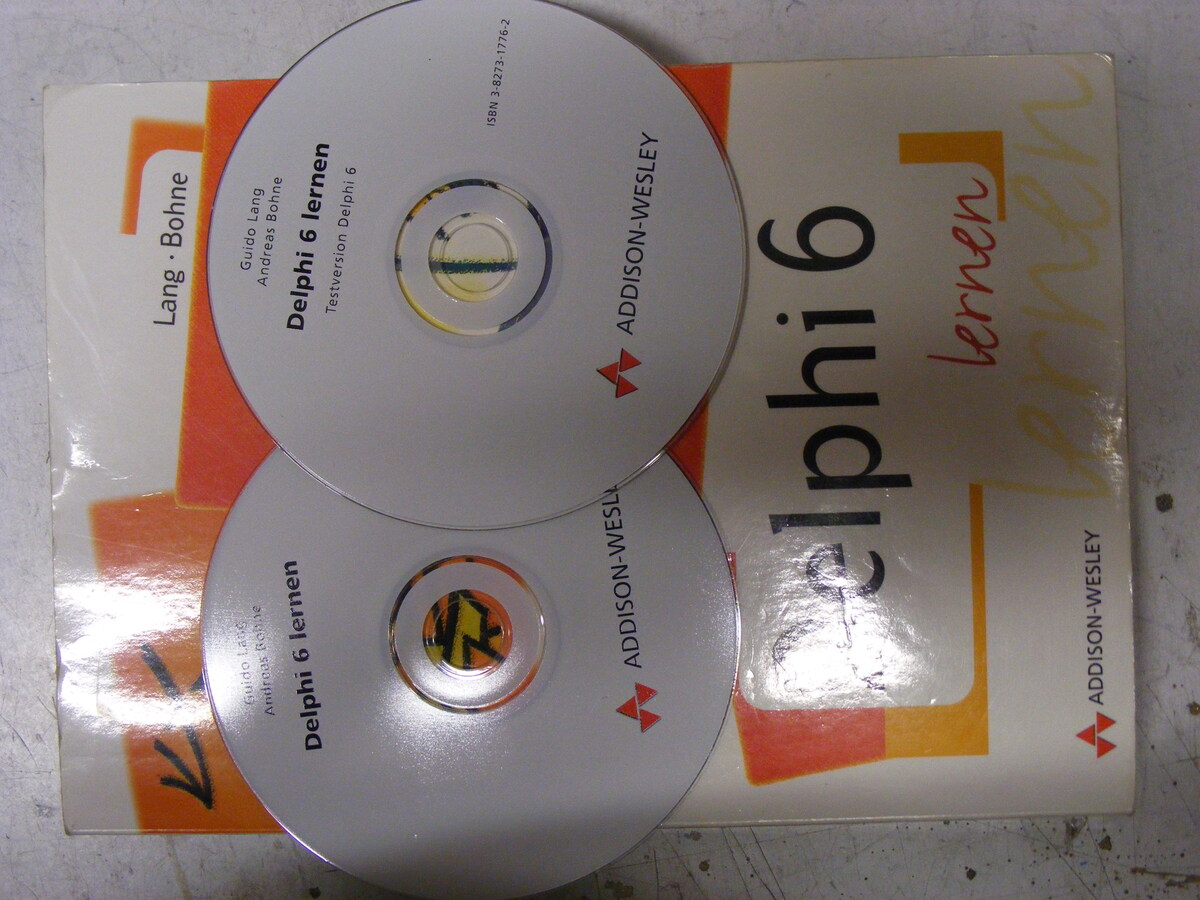 Lang · Bohne
Delphi 6
lernen
lernen
ADDISON-WESLEY
Guido Lang
Andreas Bohne
Delphi 6 lernen
Testversion Delphi 6
ISBN 3-8273-1776-2
ADDISON-WESLEY
Guido Lang
Andreas Bohne
Delphi 6 lernen
ADDISON-WESL